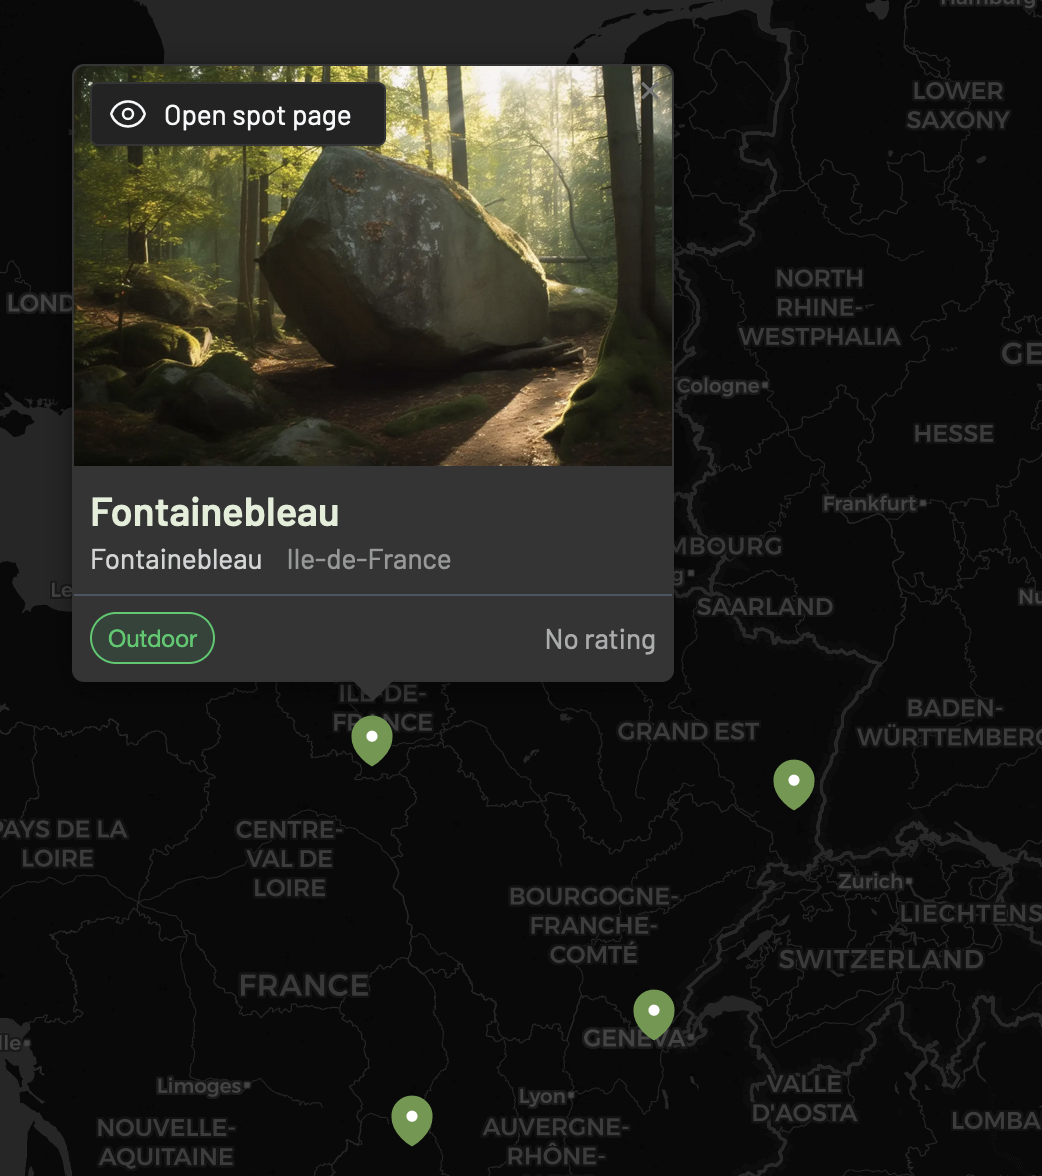 Hamburg
LOWER
SAXONY
Open spot page
NORTH
RHINE-
WESTPHALIA
LOND
GE
Cologne
HESSE
Frankfurt
Fontainebleau
Fontainebleau Ile-de-France
MBOURG
g
Le
Nu
SAARLAND
Outdoor
No rating
ILE-DE-
FRANCE
GRAND EST
BADEN-
WÜRTTEMBERG
PAYS DE LA
LOIRE
CENTRE-
VAL DE
LOIRE
Zurich
BOURGOGNE-
FRANCHE-
COMTÉ
LIECHTENS
SWITZERLAND
FRANCE
GENEVA
lle
Limoges
Lyon
VALLE
D'AOSTA
NOUVELLE-
AQUITAINE
AUVERGNE-
RHÔNE-
LOMBA